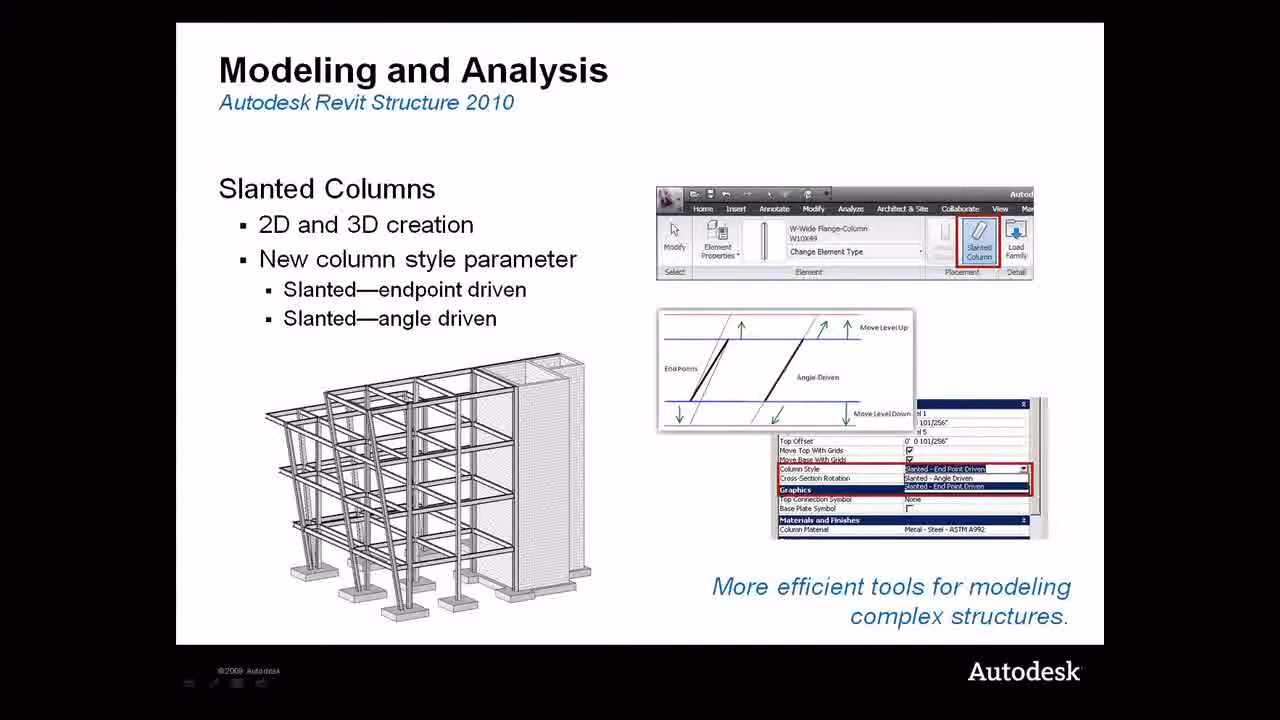 Modeling and Analysis
Autodesk Revit Structure 2010
Slanted Columns
▪ 2D and 3D creation
▪ New column style parameter
▪ Slanted—endpoint driven
▪ Slanted—angle driven
Autod
Home Insert Annotate Modify Analyze Architect & Site Collaborate View
Modify
Element Properties
W-Wide Flange-Column
W10X49
Change Element Type
Slanted Column
Load Family
Select Element Placement Detail
Move Level Up
End Points
Angle-Driven
Move Level Down
Top Offset 0' 0 101/256"
Move Top With Grids
Move Base With Grids
Column Style Slanted - End Point Driven
Cross-Section Rotation Slanted - Angle Driven
Slanted - End Point Driven
Graphics
Top Connection Symbol None
Base Plate Symbol
Materials and Finishes
Column Material Metal - Steel - ASTM A992
More efficient tools for modeling
complex structures.
©2009 Autodesk
Autodesk